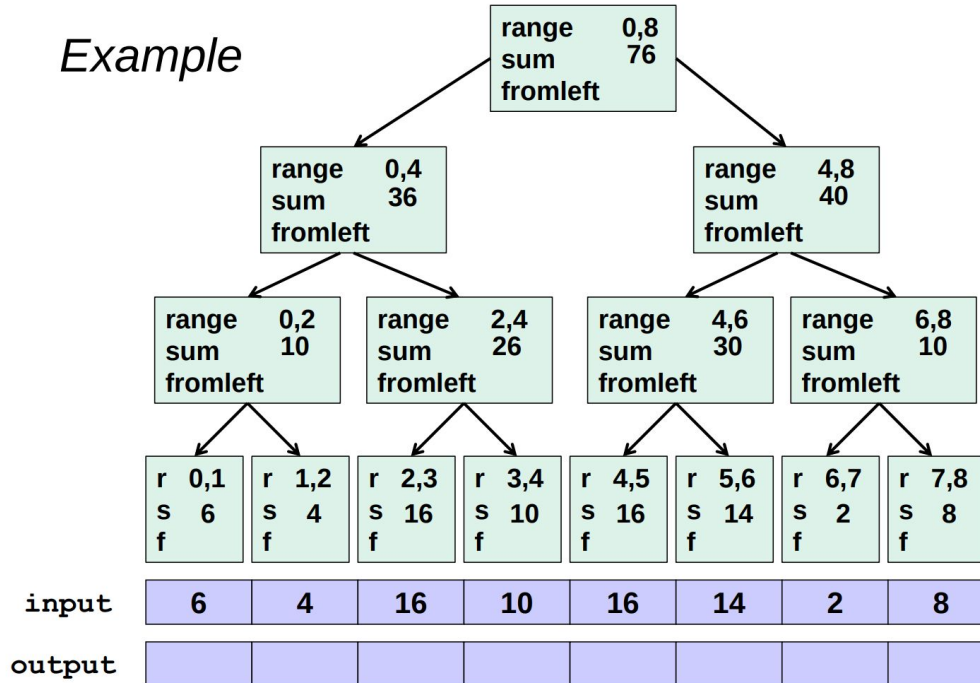 Example
range 0,8
sum 76
fromleft
range 0,4
sum 36
fromleft
range 4,8
sum 40
fromleft
range 0,2
sum 10
fromleft
range 2,4
sum 26
fromleft
range 4,6
sum 30
fromleft
range 6,8
sum 10
fromleft
r 0,1
s 6
f
r 1,2
s 4
f
r 2,3
s 16
f
r 3,4
s 10
f
r 4,5
s 16
f
r 5,6
s 14
f
r 6,7
s 2
f
r 7,8
s 8
f
input 6 4 16 10 16 14 2 8
output